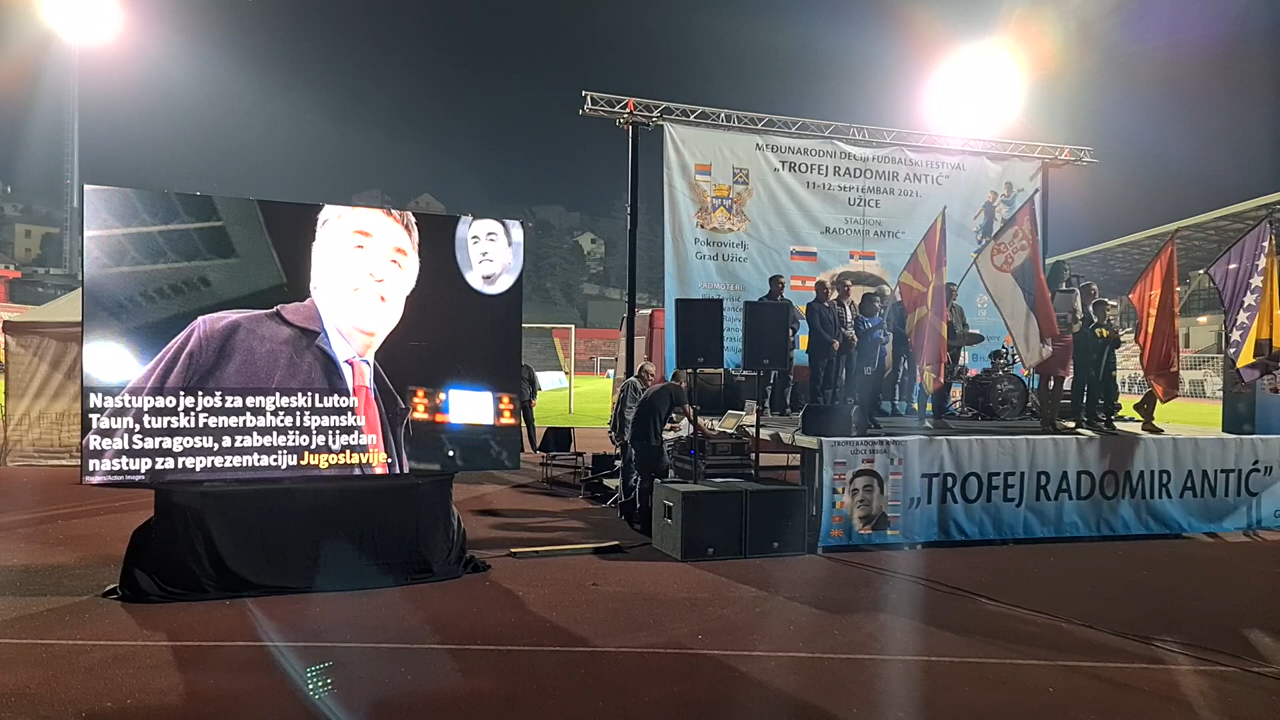 Nastupao je još za engleski Luton
Taun, turski Fenerbahče i špansku
Real Saragosu, a zabeležio je i jedan
nastup za reprezentaciju Jugoslavije.
Reuters/Action Images
MEĐUNARODNI DEČIJI FUDBALSKI FESTIVAL
„TROFEJ RADOMIR ANTIĆ”
11-12. SEPTEMBAR 2021.
UŽICE
STADION
„RADOMIR ANTIĆ”
Pokrovitelj:
Grad Užice
PROMOTERI:
„TROFEJ RADOMIR ANTIĆ
UŽICE SRBIJA
„TROFEJ RADOMIR ANTIĆ”